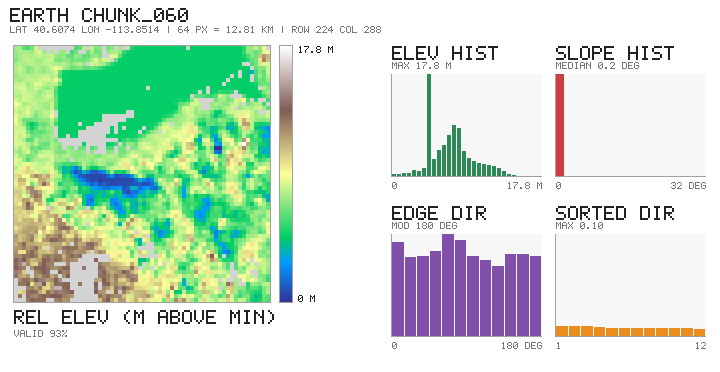 EARTH CHUNK_060
LAT 40.6074 LON -113.8514 | 64 PX = 12.81 KM | ROW 224 COL 288
17.8 M
0 M
REL ELEV (M ABOVE MIN)
VALID 93%
ELEV HIST
MAX 17.8 M
0 17.8 M
SLOPE HIST
MEDIAN 0.2 DEG
0 32 DEG
EDGE DIR
MOD 180 DEG
0 180 DEG
SORTED DIR
MAX 0.10
1 12